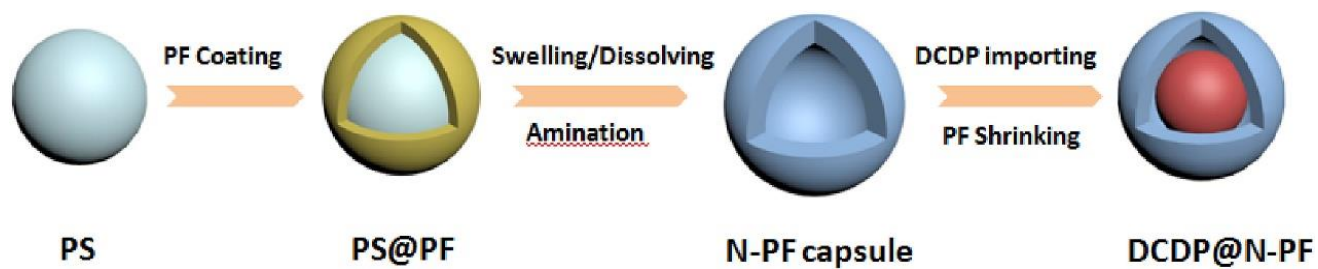 PF Coating
Swelling/Dissolving
DCDP importing
Amination
PF Shrinking
PS
PS@PF
N-PF capsule
DCDP@N-PF